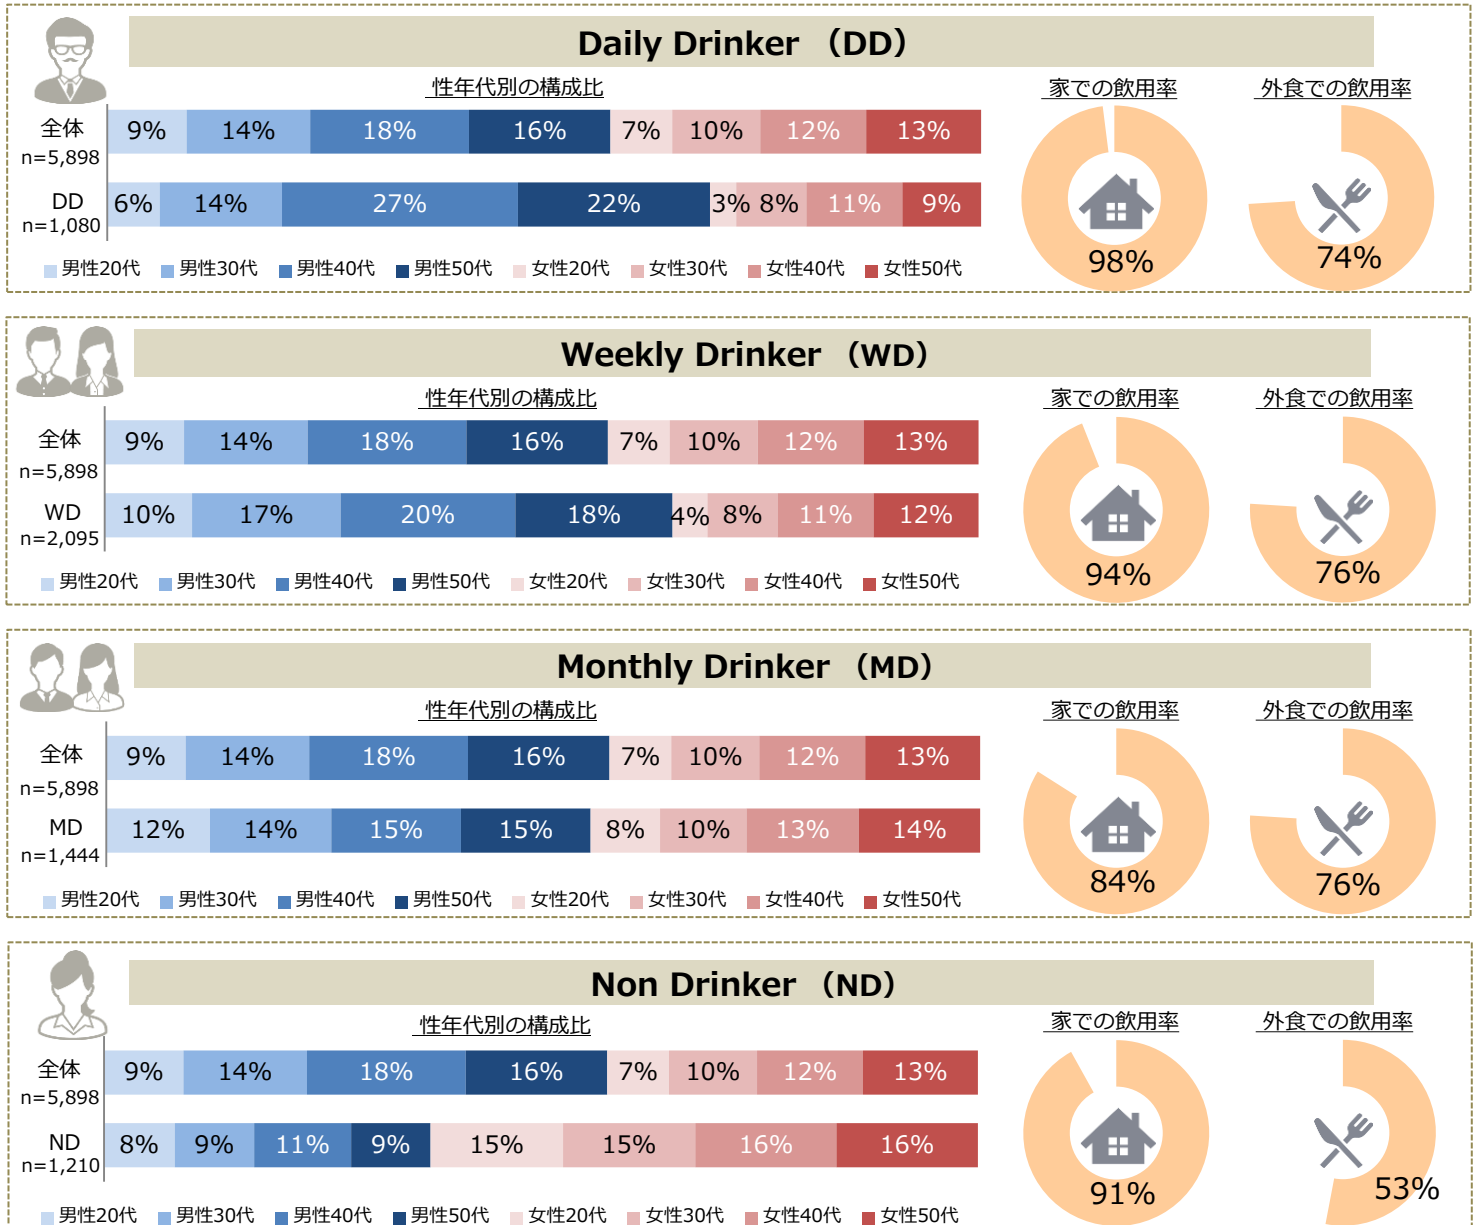 Daily Drinker （DD）
性年代別の構成比
家での飲用率
外食での飲用率
全体
n=5,898
9% 14% 18% 16% 7% 10% 12% 13%
DD
n=1,080
6% 14% 27% 22% 3% 8% 11% 9%
98%
74%
男性20代 男性30代 男性40代 男性50代 女性20代 女性30代 女性40代 女性50代
Weekly Drinker （WD）
性年代別の構成比
家での飲用率
外食での飲用率
全体
n=5,898
9% 14% 18% 16% 7% 10% 12% 13%
WD
n=2,095
10% 17% 20% 18% 4% 8% 11% 12%
94%
76%
男性20代 男性30代 男性40代 男性50代 女性20代 女性30代 女性40代 女性50代
Monthly Drinker （MD）
性年代別の構成比
家での飲用率
外食での飲用率
全体
n=5,898
9% 14% 18% 16% 7% 10% 12% 13%
MD
n=1,444
12% 14% 15% 15% 8% 10% 13% 14%
84%
76%
男性20代 男性30代 男性40代 男性50代 女性20代 女性30代 女性40代 女性50代
Non Drinker （ND）
性年代別の構成比
家での飲用率
外食での飲用率
全体
n=5,898
9% 14% 18% 16% 7% 10% 12% 13%
ND
n=1,210
8% 9% 11% 9% 15% 15% 16% 16%
91%
53%
男性20代 男性30代 男性40代 男性50代 女性20代 女性30代 女性40代 女性50代